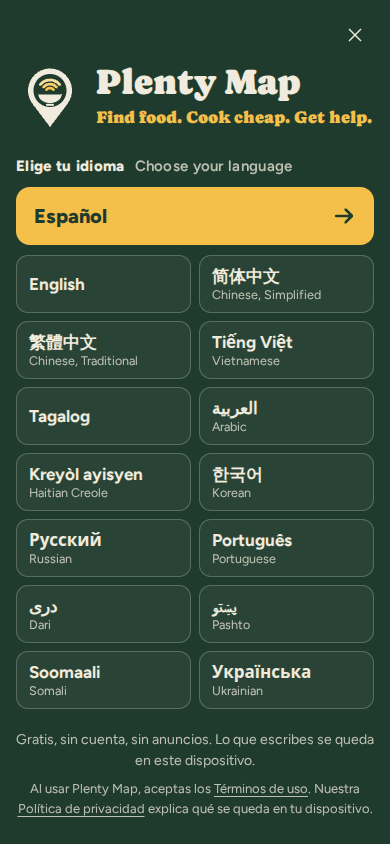 Plenty Map
Find food. Cook cheap. Get help.
Elige tu idioma Choose your language
Español
English
简体中文
Chinese, Simplified
繁體中文
Chinese, Traditional
Tiếng Việt
Vietnamese
Tagalog
العربية
Arabic
Kreyòl ayisyen
Haitian Creole
한국어
Korean
Русский
Russian
Português
Portuguese
دری
Dari
پښتو
Pashto
Soomaali
Somali
Українська
Ukrainian
Gratis, sin cuenta, sin anuncios. Lo que escribes se queda
en este dispositivo.
Al usar Plenty Map, aceptas los Términos de uso. Nuestra
Política de privacidad explica qué se queda en tu dispositivo.